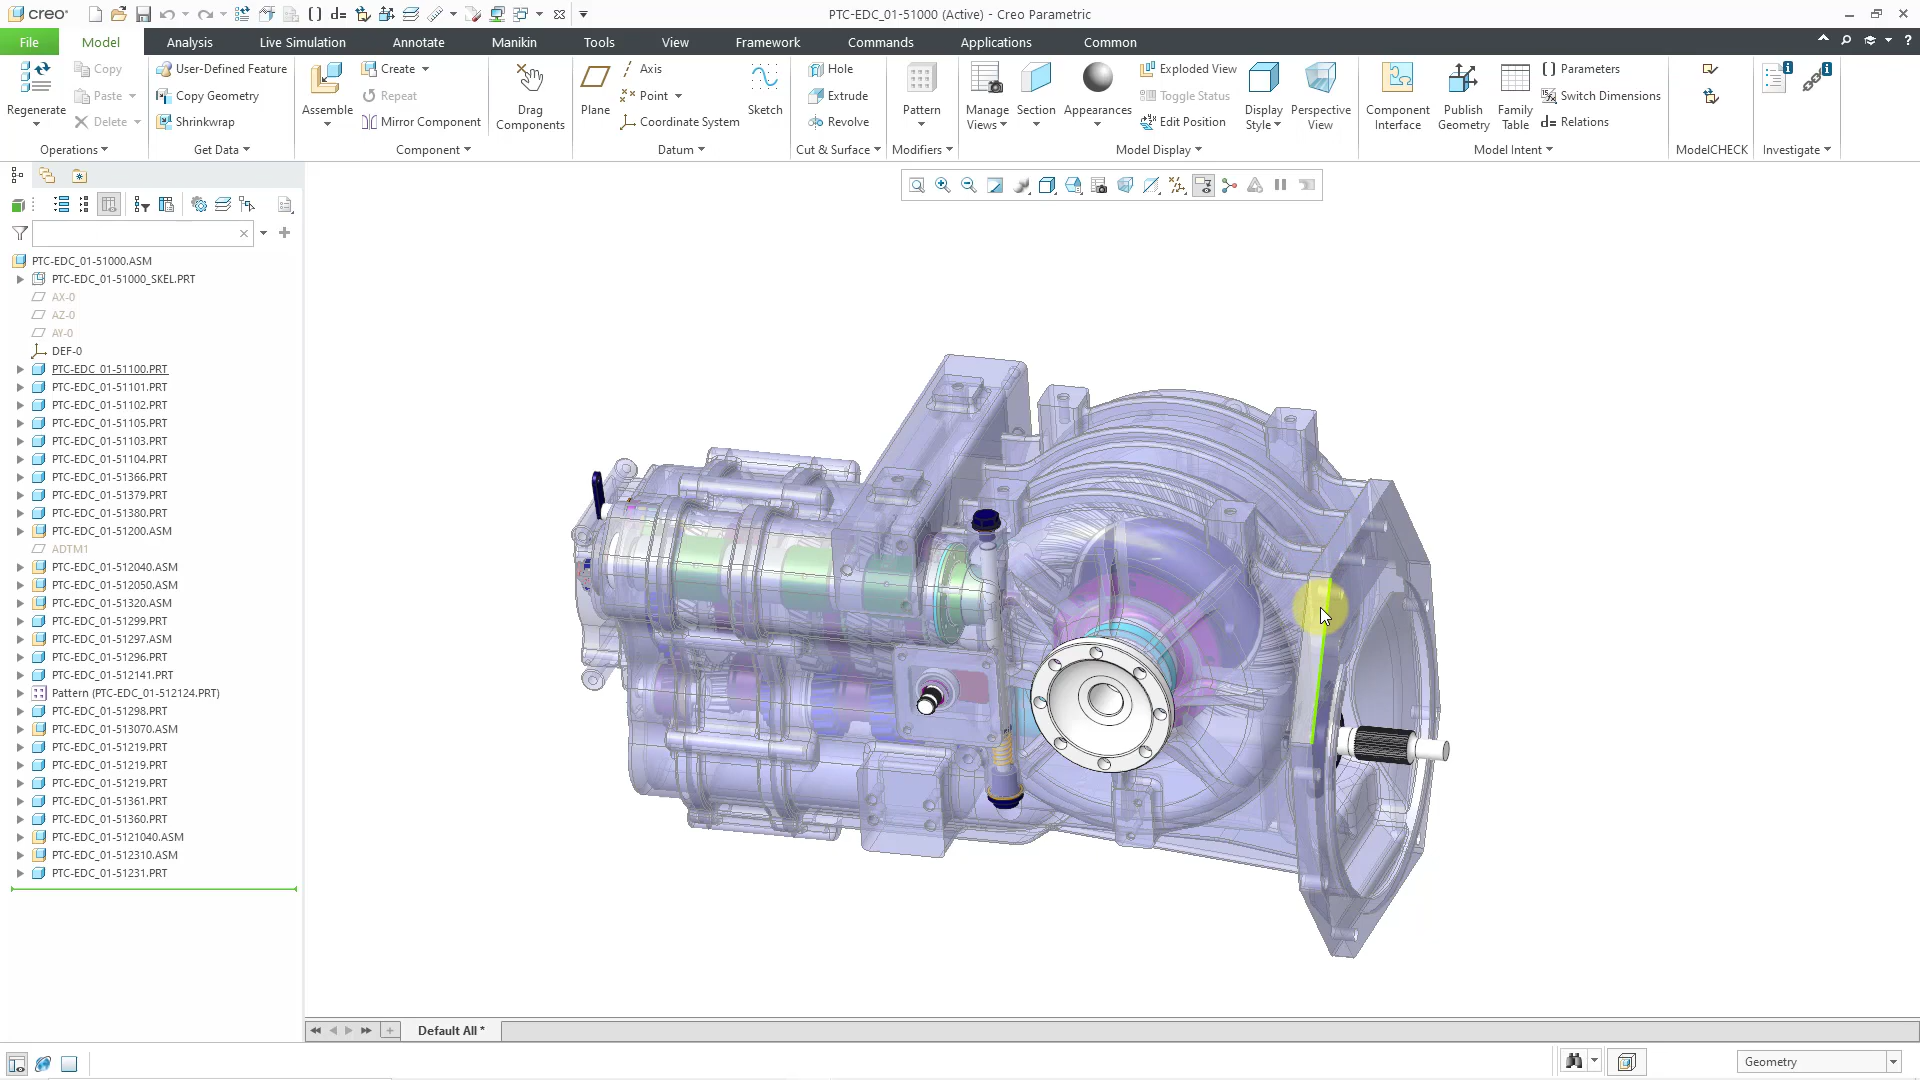 creo
PTC-EDC_01-51000 (Active) - Creo Parametric
File
Model
Analysis
Live Simulation
Annotate
Manikin
Tools
View
Framework
Commands
Applications
Common
Regenerate
Copy
Paste
Delete
Operations
User-Defined Feature
Copy Geometry
Shrinkwrap
Get Data
Assemble
Create
Repeat
Mirror Component
Component
Drag
Components
Plane
Axis
Point
Coordinate System
Sketch
Datum
Hole
Extrude
Revolve
Cut & Surface
Pattern
Modifiers
Manage
Views
Section
Appearances
Exploded View
Toggle Status
Edit Position
Display
Style
Perspective
View
Model Display
Component
Interface
Publish
Geometry
Family
Table
Parameters
Switch Dimensions
Relations
Model Intent
ModelCHECK
Investigate
PTC-EDC_01-51000.ASM
PTC-EDC_01-51000_SKEL.PRT
AX-0
AZ-0
AY-0
DEF-0
PTC-EDC_01-51100.PRT
PTC-EDC_01-51101.PRT
PTC-EDC_01-51102.PRT
PTC-EDC_01-51105.PRT
PTC-EDC_01-51103.PRT
PTC-EDC_01-51104.PRT
PTC-EDC_01-51366.PRT
PTC-EDC_01-51379.PRT
PTC-EDC_01-51380.PRT
PTC-EDC_01-51200.ASM
ADTM1
PTC-EDC_01-512040.ASM
PTC-EDC_01-512050.ASM
PTC-EDC_01-51320.ASM
PTC-EDC_01-51299.PRT
PTC-EDC_01-51297.ASM
PTC-EDC_01-51296.PRT
PTC-EDC_01-512141.PRT
Pattern (PTC-EDC_01-512124.PRT)
PTC-EDC_01-51298.PRT
PTC-EDC_01-513070.ASM
PTC-EDC_01-51219.PRT
PTC-EDC_01-51219.PRT
PTC-EDC_01-51219.PRT
PTC-EDC_01-51361.PRT
PTC-EDC_01-51360.PRT
PTC-EDC_01-5121040.ASM
PTC-EDC_01-512310.ASM
PTC-EDC_01-51231.PRT
Default All *
Geometry